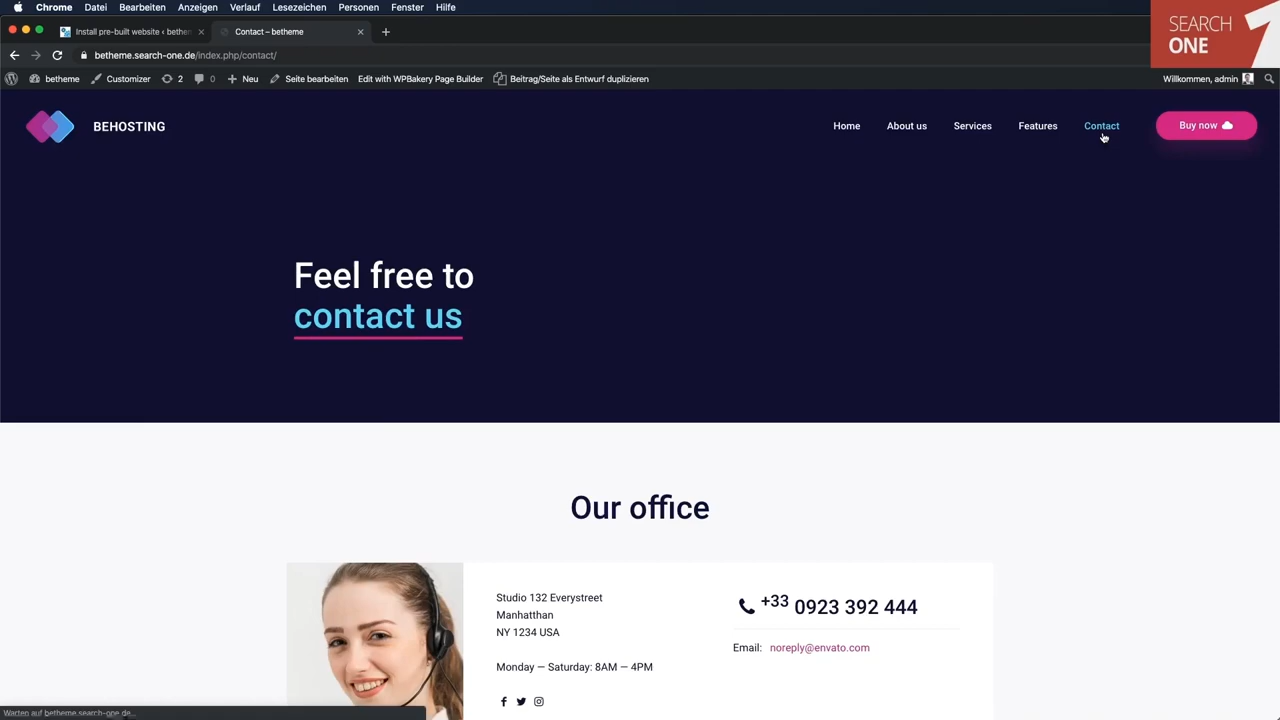 Chrome Datei Bearbeiten Anzeigen Verlauf Lesezeichen Personen Fenster Hilfe
Install pre-built website ‹ bethem
Contact – betheme
betheme.search-one.de/index.php/contact/
betheme Customizer 2 0 Neu Seite bearbeiten Edit with WPBakery Page Builder Beitrag/Seite als Entwurf duplizieren Willkommen, admin
SEARCH
ONE 1
BEHOSTING
Home About us Services Features Contact Buy now
Feel free to
contact us
Our office
Studio 132 Everystreet
Manhatthan
NY 1234 USA
Monday — Saturday: 8AM — 4PM
+33 0923 392 444
Email: noreply@envato.com
Warten auf betheme.search-one.de...